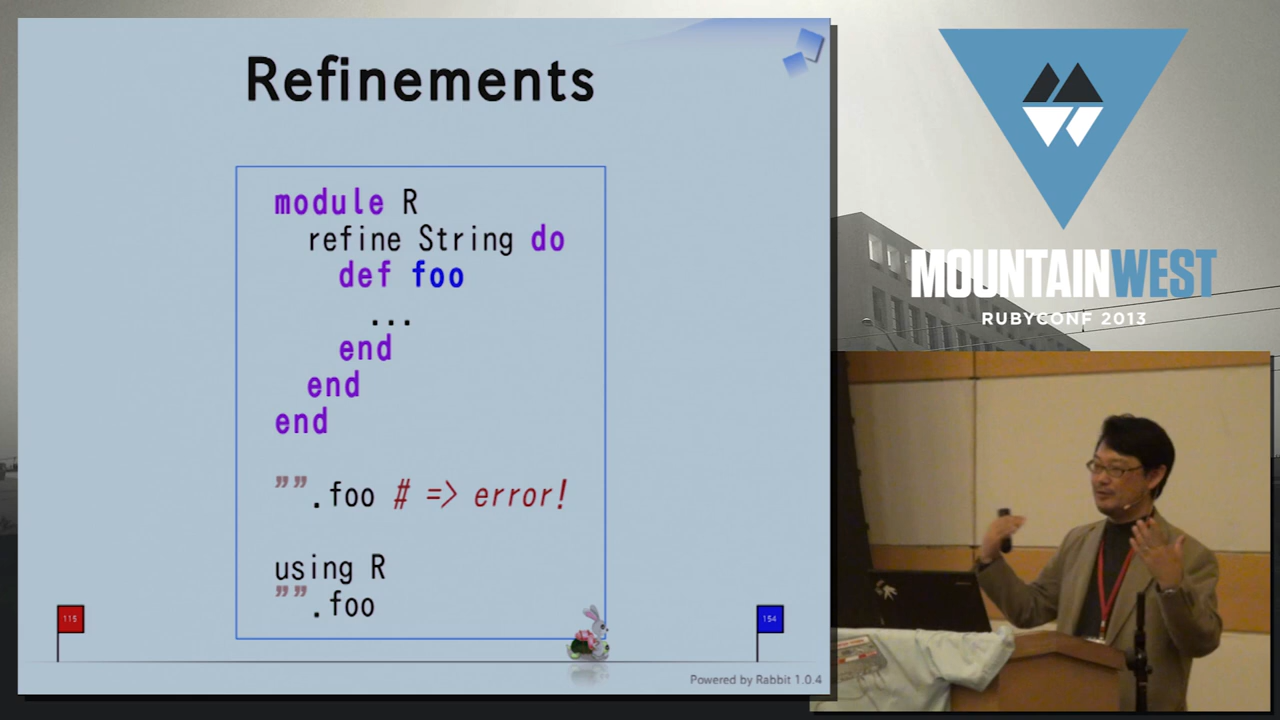 Refinements
module R
refine String do
def foo
...
end
end
end
"".foo # => error!
using R
"".foo
115
154
Powered by Rabbit 1.0.4
MOUNTAINWEST
RUBYCONF 2013